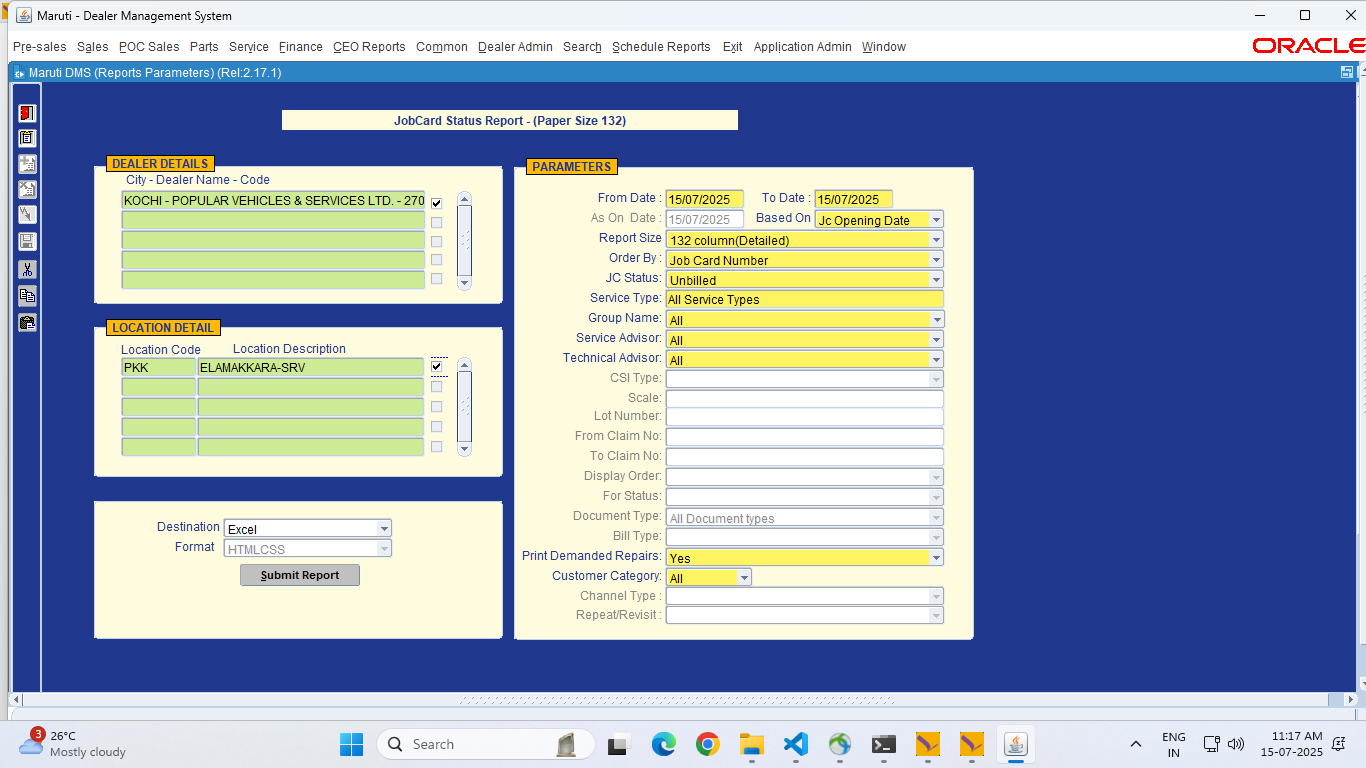 Maruti - Dealer Management System
Pre-sales Sales POC Sales Parts Service Finance CEO Reports Common Dealer Admin Search Schedule Reports Exit Application Admin Window
ORACLE
Maruti DMS (Reports Parameters) (Rel:2.17.1)
JobCard Status Report - (Paper Size 132)
DEALER DETAILS
City - Dealer Name - Code
KOCHI - POPULAR VEHICLES & SERVICES LTD. - 270
LOCATION DETAIL
Location Code Location Description
PKK ELAMAKKARA-SRV
Destination Excel
Format HTMLCSS
Submit Report
PARAMETERS
From Date : 15/07/2025 To Date : 15/07/2025
As On Date : 15/07/2025 Based On Jc Opening Date
Report Size 132 column(Detailed)
Order By : Job Card Number
JC Status: Unbilled
Service Type: All Service Types
Group Name: All
Service Advisor: All
Technical Advisor: All
CSI Type:
Scale:
Lot Number:
From Claim No:
To Claim No:
Display Order:
For Status:
Document Type: All Document types
Bill Type:
Print Demanded Repairs: Yes
Customer Category: All
Channel Type :
Repeat/Revisit :
3
26°C
Mostly cloudy
Search
ENG
IN
11:17 AM
15-07-2025